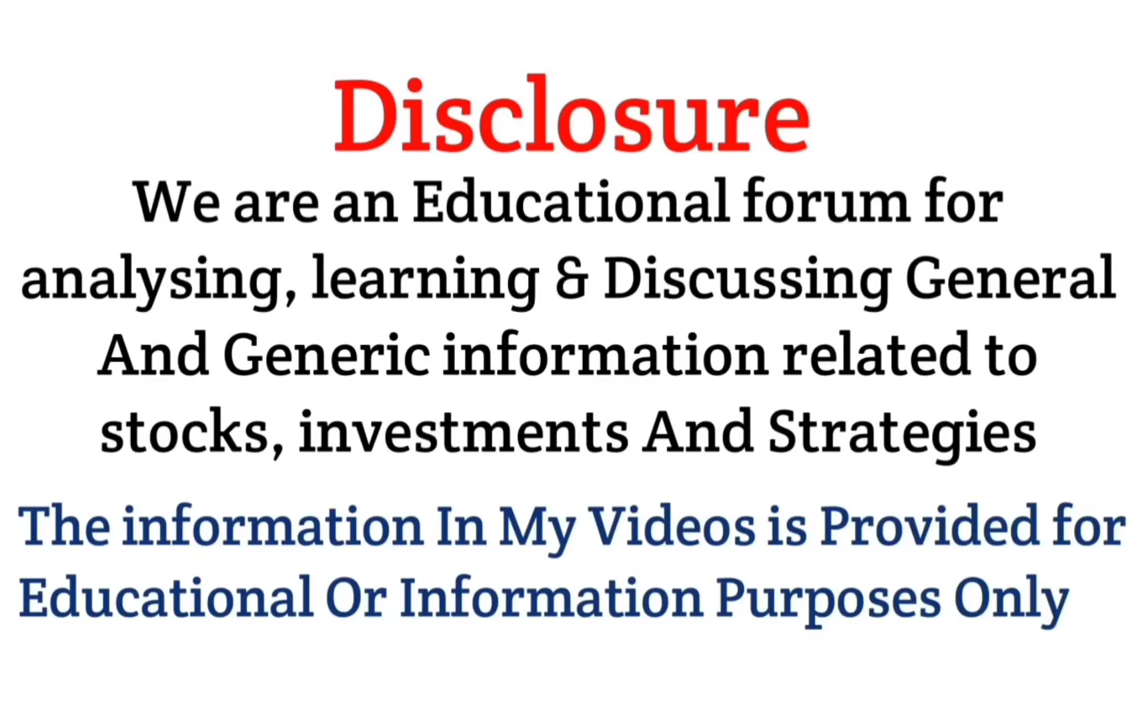 Disclosure
We are an Educational forum for
analysing, learning & Discussing General
And Generic information related to
stocks, investments And Strategies
The information In My Videos is Provided for
Educational Or Information Purposes Only